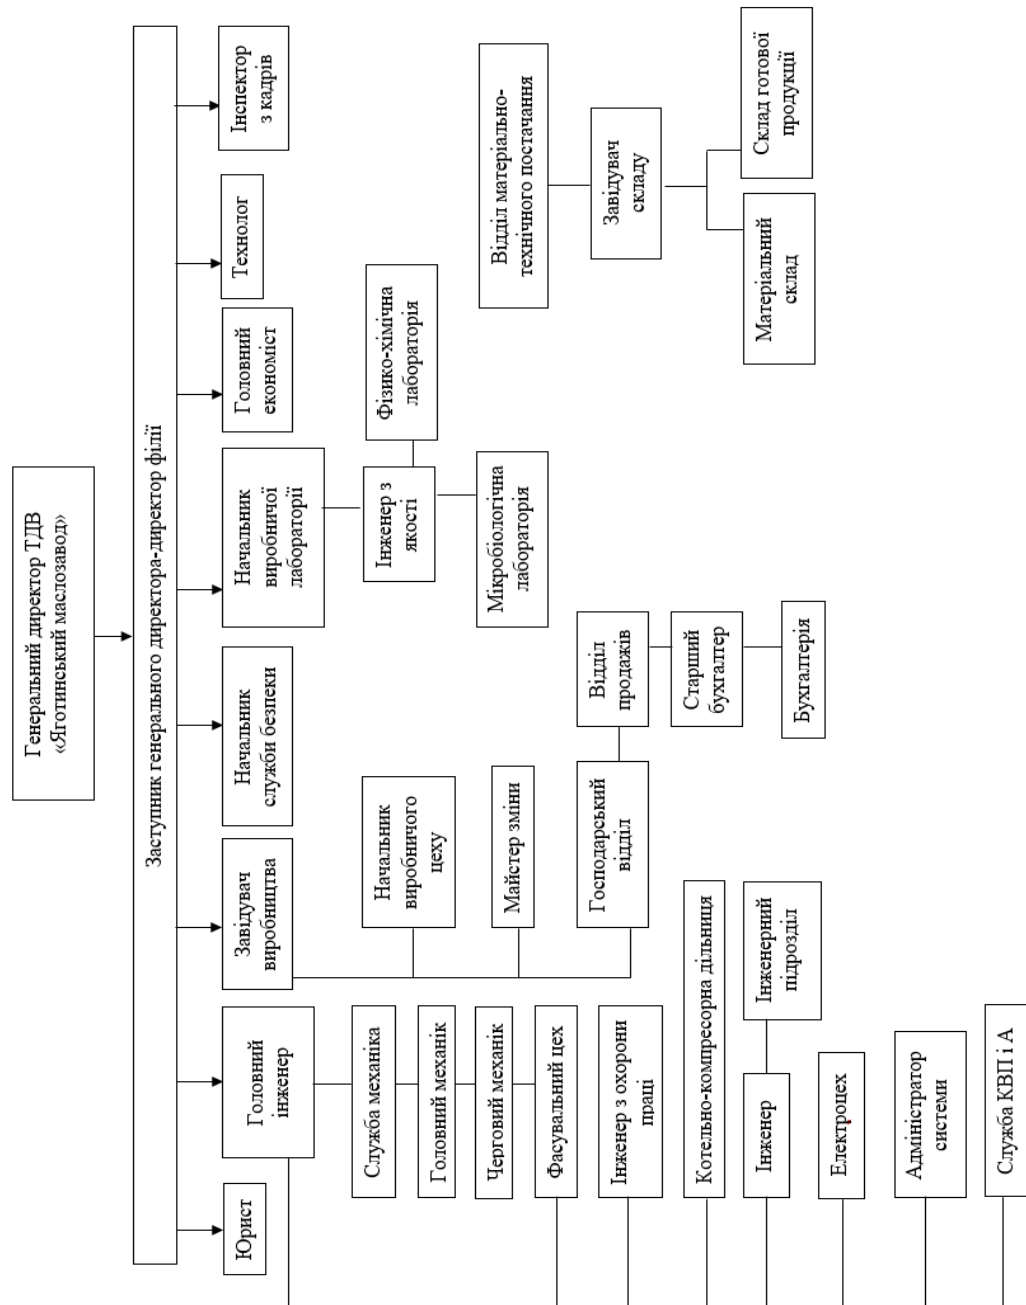 Генеральний директор ТДВ
«Яготинський маслозавод»
Заступник генерального директора-директор філії
Юрист
Головний
інженер
Завідувач
виробництва
Начальник
служби безпеки
Начальник
виробничої
лабораторії
Головний
економіст
Технолог
Інспектор
з кадрів
Служба механіка
Головний механік
Черговий механік
Фасувальний цех
Інженер з охорони
праці
Котельно-компресорна дільниця
Інженер
Інженерний
підрозділ
Електроцех
Адміністратор
системи
Служба КВП і А
Начальник
виробничого
цеху
Майстер зміни
Господарський
відділ
Відділ
продажів
Старший
бухгалтер
Бухгалтерія
Інженер з
якості
Фізико-хімічна
лабораторія
Мікробіологічна
лабораторія
Відділ матеріально-
технічного постачання
Завідувач
складу
Матеріальний
склад
Склад готової
продукції